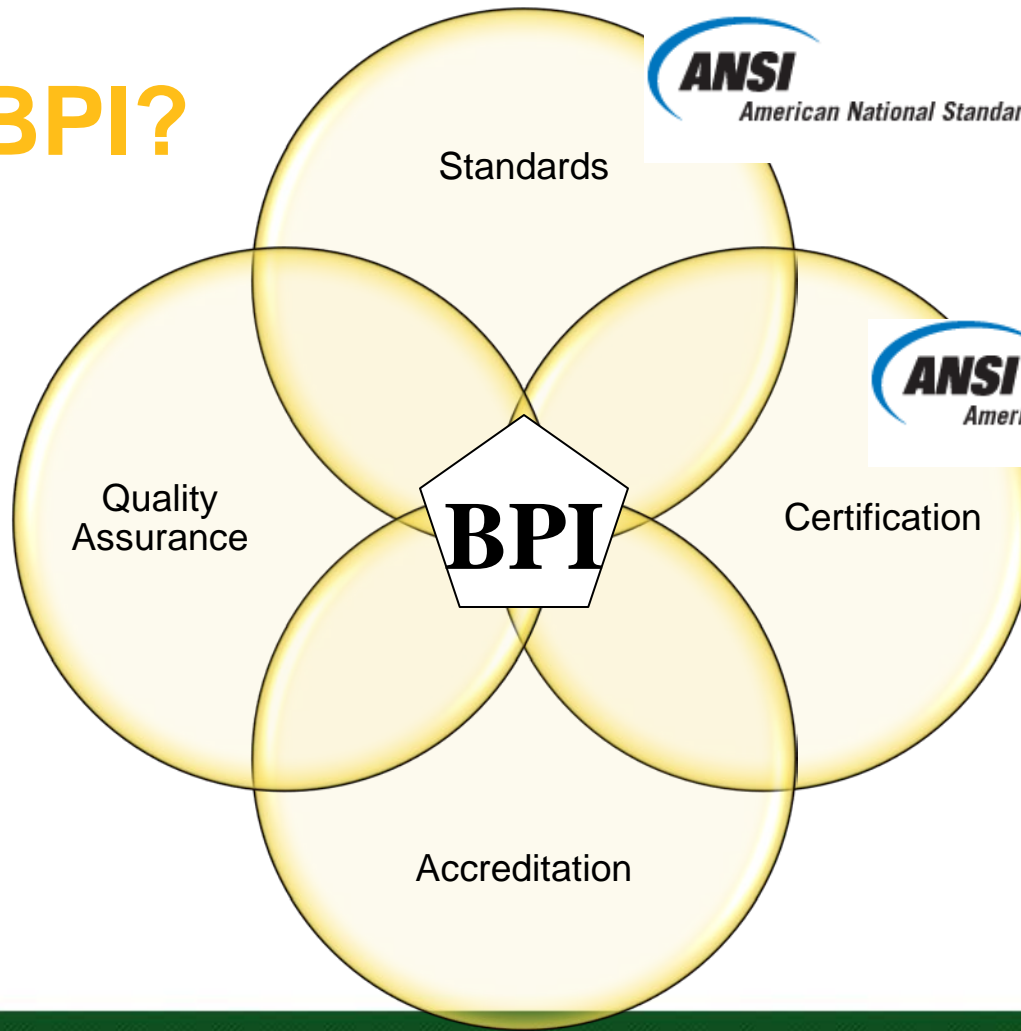 BPI?
ANSI
American National Standar
Standards
ANSI
Ameri
Quality
Assurance
BPI
Certification
Accreditation